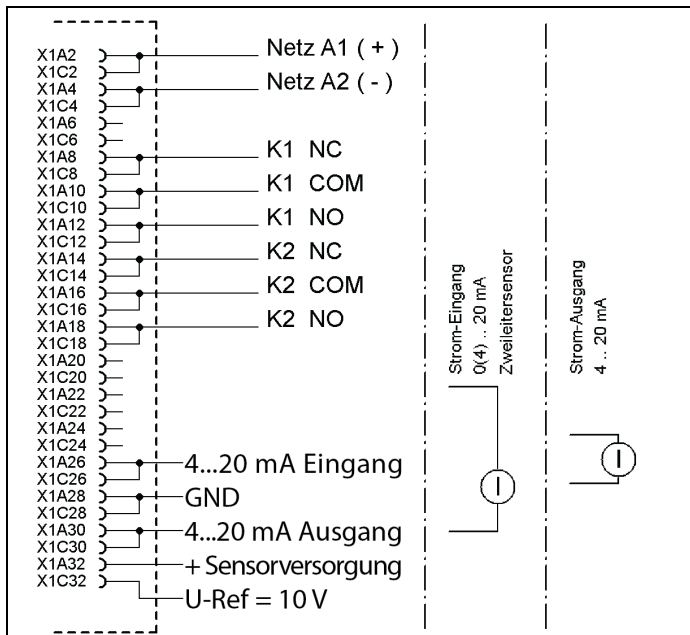 X1A2
Netz A1 ( + )
X1C2
X1A4
Netz A2 ( - )
X1C4
X1A6
X1C6
X1A8
K1 NC
X1C8
X1A10
K1 COM
X1C10
X1A12
K1 NO
X1C12
X1A14
K2 NC
X1C14
X1A16
K2 COM
X1C16
X1A18
K2 NO
X1C18
X1A20
X1C20
X1A22
X1C22
X1A24
X1C24
X1A26
4...20 mA Eingang
X1C26
X1A28
GND
X1C28
X1A30
4...20 mA Ausgang
X1C30
X1A32
+ Sensorversorgung
X1C32
U-Ref = 10 V
Strom-Eingang
0(4) .. 20 mA
Zweileitersensor
I
Strom-Ausgang
4 .. 20 mA
I